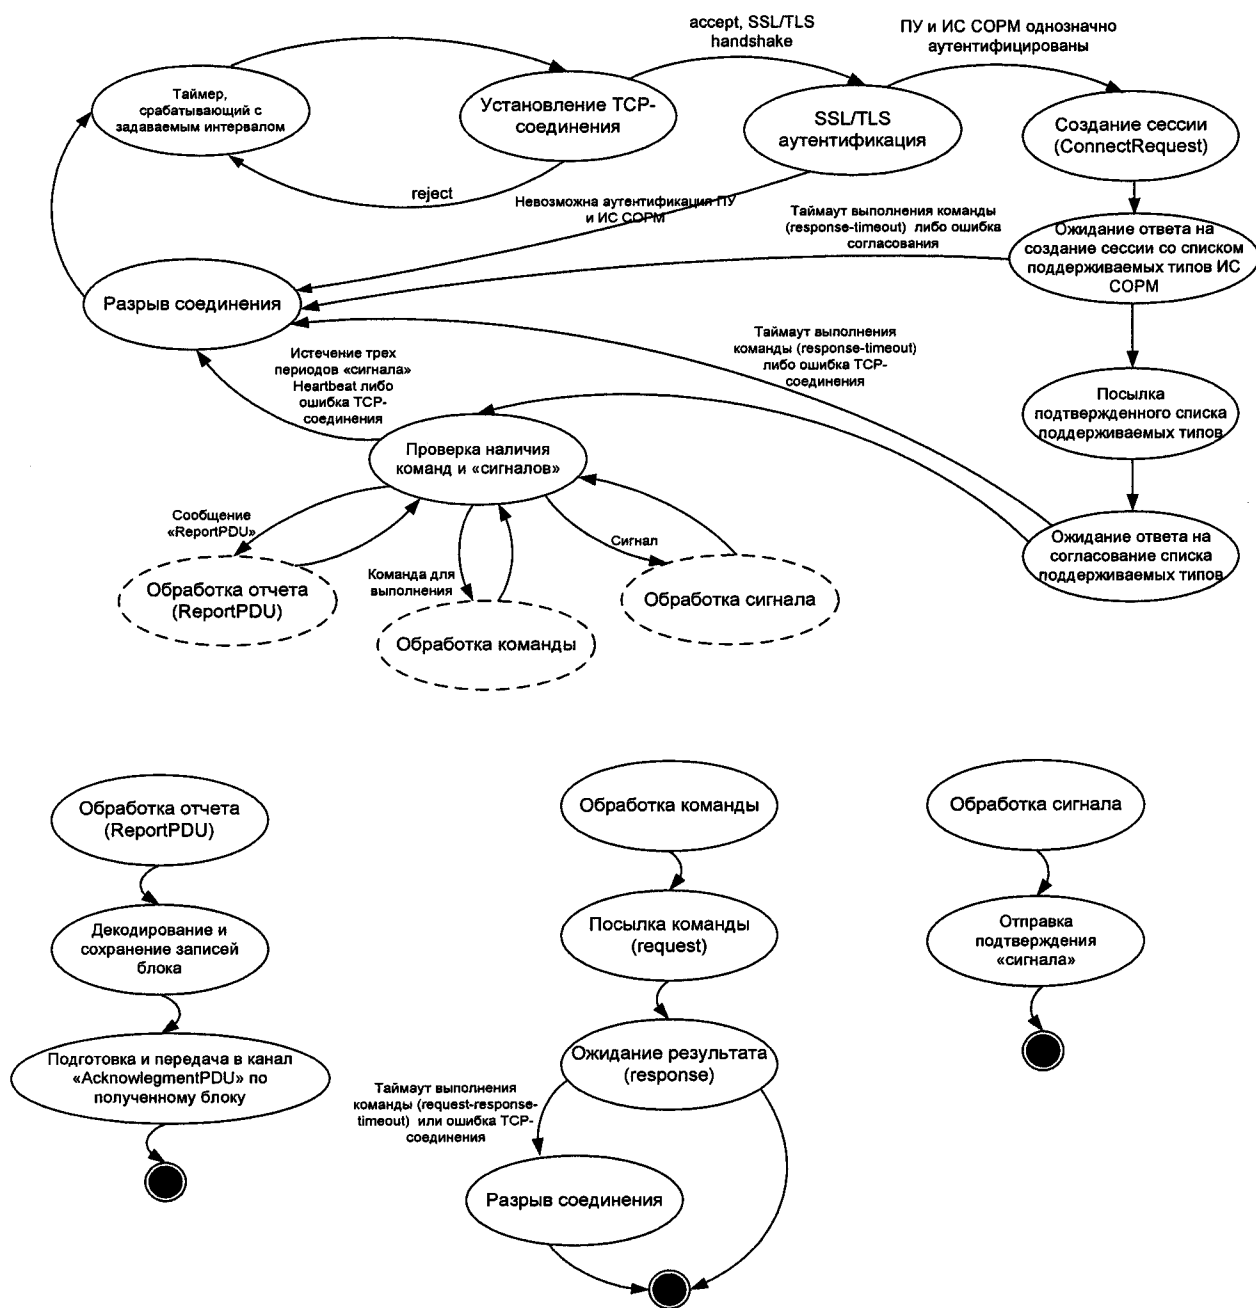 accept, SSL/TLS
handshake
ПУ и ИС СОРМ однозначно
аутентифицированы
Таймер,
срабатывающий с
задаваемым интервалом
Установление TCP-
соединения
SSL/TLS
аутентификация
Создание сессии
(ConnectRequest)
reject
Невозможна аутентификация ПУ
и ИС СОРМ
Таймаут выполнения команды
(response-timeout) либо ошибка
согласования
Ожидание ответа на
создание сессии со списком
поддерживаемых типов ИС
СОРМ
Разрыв соединения
Истечение трех
периодов «сигнала»
Heartbeat либо
ошибка TCP-
соединения
Таймаут выполнения
команды (response-timeout)
либо ошибка TCP-
соединения
Посылка
подтвержденного списка
поддерживаемых типов
Проверка наличия
команд и «сигналов»
Сообщение
«ReportPDU»
Сигнал
Команда для
выполнения
Ожидание ответа на
согласование списка
поддерживаемых типов
Обработка отчета
(ReportPDU)
Обработка команды
Обработка сигнала
Обработка отчета
(ReportPDU)
Декодирование и
сохранение записей
блока
Подготовка и передача в канал
«AcknowlegmentPDU» по
полученному блоку
Обработка команды
Посылка команды
(request)
Ожидание результата
(response)
Таймаут выполнения
команды (request-response-
timeout) или ошибка TCP-
соединения
Разрыв соединения
Обработка сигнала
Отправка
подтверждения
«сигнала»